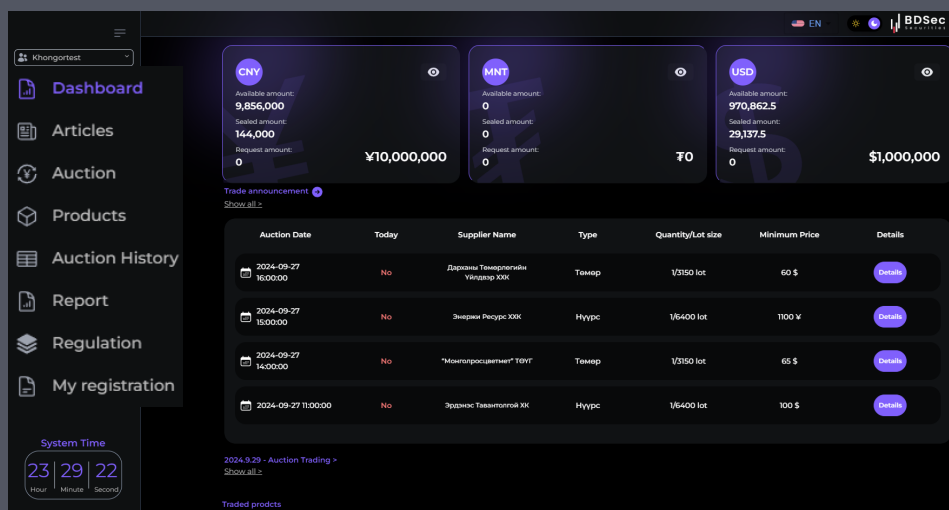 EN
BDSec
Securities
Khongortest
Dashboard
Articles
Auction
Products
Auction History
Report
Regulation
My registration
System Time
23 29 22
Hour Minute Second
CNY
Available amount:
9,856,000
Sealed amount:
144,000
Request amount:
0
¥10,000,000
MNT
Available amount:
0
Sealed amount:
0
Request amount:
0
₮0
USD
Available amount:
970,862.5
Sealed amount:
29,137.5
Request amount:
0
$1,000,000
Trade announcement
Show all >
Auction Date Today Supplier Name Type Quantity/Lot size Minimum Price Details
2024-09-27
16:00:00
No
Дарханы Төмөрлөгийн
Үйлдвэр ХХК
Төмөр
1/3150 lot
60 $
Details
2024-09-27
15:00:00
No
Энержи Ресурс ХХК
Нүүрс
1/6400 lot
1100 ¥
Details
2024-09-27
14:00:00
No
"Монголросцветмет" ТӨҮГ
Төмөр
1/3150 lot
65 $
Details
2024-09-27 11:00:00
No
Эрдэнэс Тавантолгой ХК
Нүүрс
1/6400 lot
100 $
Details
2024.9.29 - Auction Trading >
Show all >
Traded prodcts